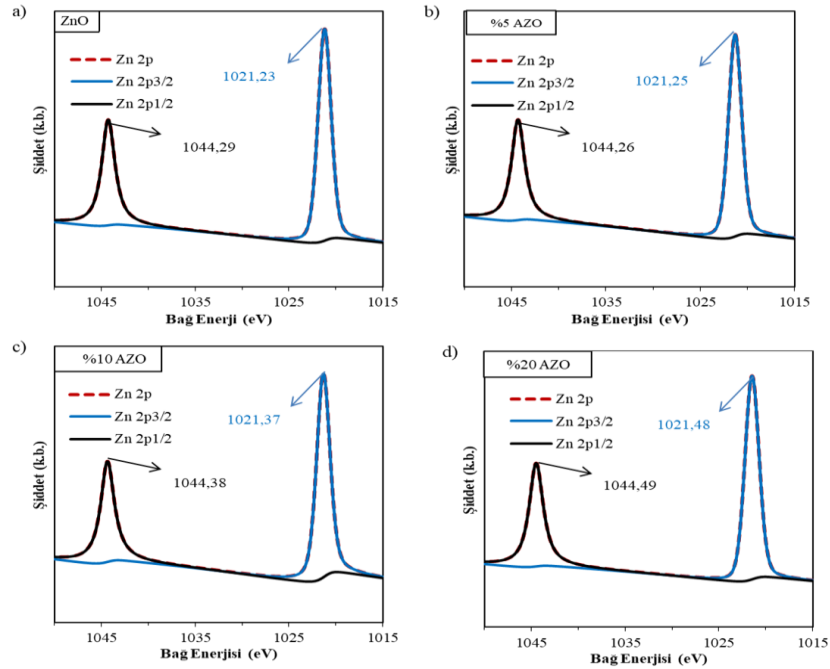 a)
ZnO
Zn 2p
Zn 2p3/2
Zn 2p1/2
1021,23
1044,29
Şiddet (k.b.)
1045
1035
1025
1015
Bağ Enerji (eV)
b)
%5 AZO
Zn 2p
Zn 2p3/2
Zn 2p1/2
1021,25
1044,26
Şiddet (k.b.)
1045
1035
1025
1015
Bağ Enerjisi (eV)
c)
%10 AZO
Zn 2p
Zn 2p3/2
Zn 2p1/2
1021,37
1044,38
Şiddet (k.b.)
1045
1035
1025
1015
Bağ Enerjisi (eV)
d)
%20 AZO
Zn 2p
Zn 2p3/2
Zn 2p1/2
1021,48
1044,49
Şiddet (k.b.)
1045
1035
1025
1015
Bağ Enerjisi (eV)